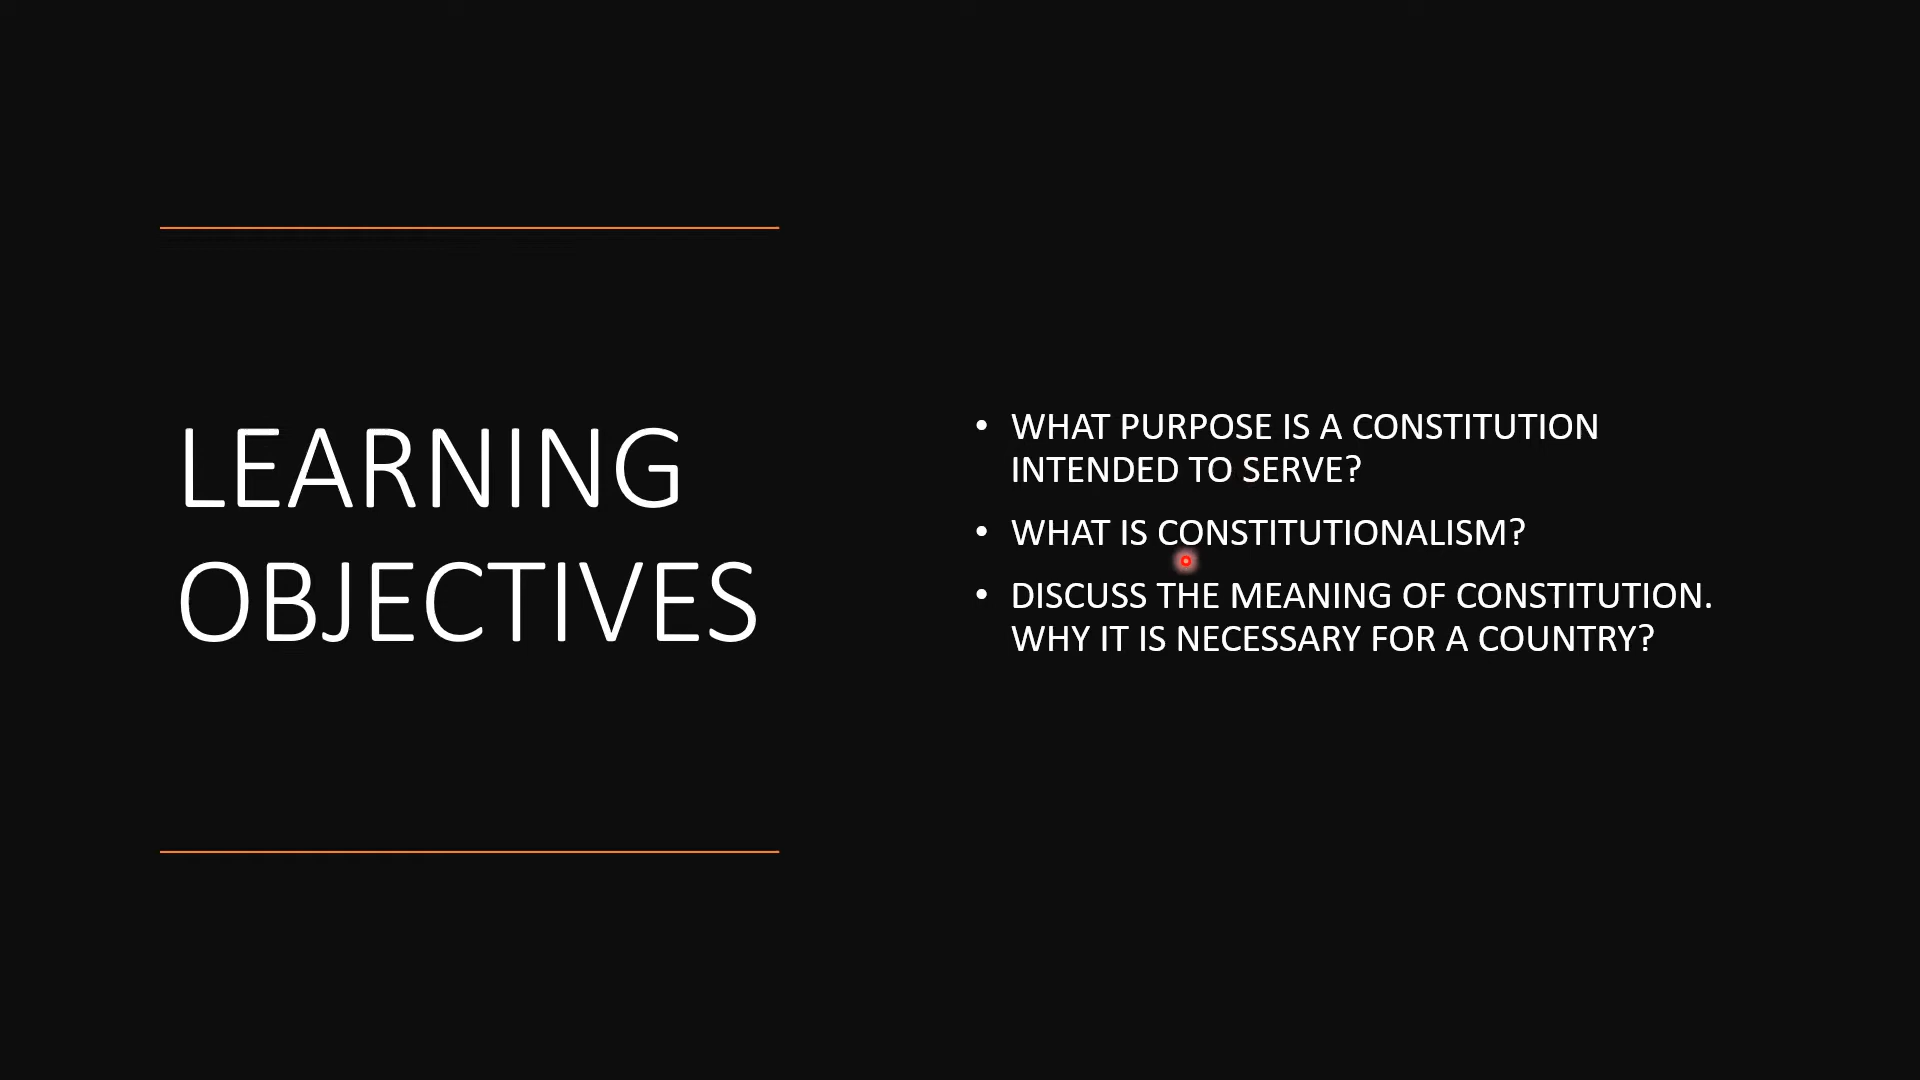 LEARNING
OBJECTIVES
• WHAT PURPOSE IS A CONSTITUTION
INTENDED TO SERVE?
• WHAT IS CONSTITUTIONALISM?
• DISCUSS THE MEANING OF CONSTITUTION.
WHY IT IS NECESSARY FOR A COUNTRY?